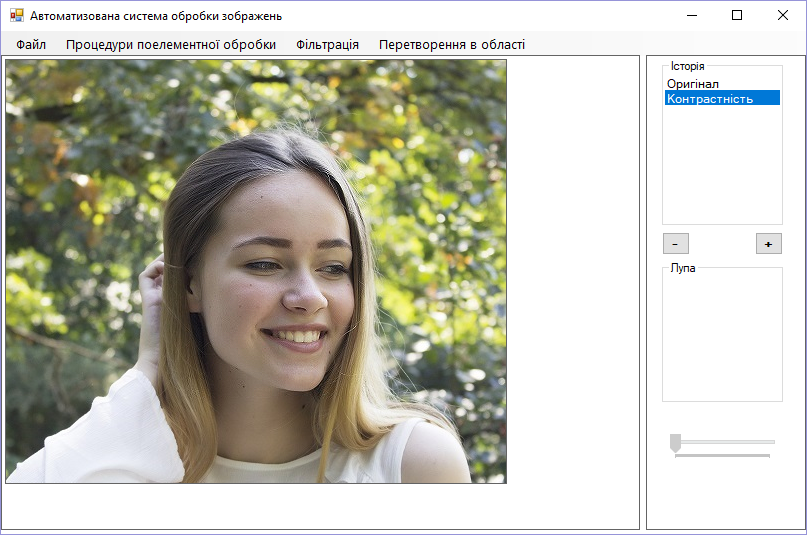 Автоматизована система обробки зображень
Файл Процедури поелементної обробки Фільтрація Перетворення в області
Історія
Оригінал
Контрастність
- +
Лупа